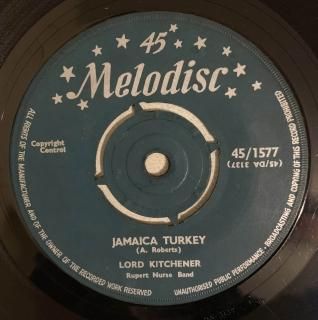 45
Melodisc
Copyright
Control
45/1577
(45/DA 3137)
JAMAICA TURKEY
(A. Roberts)
LORD KITCHENER
Rupert Nurse Band
ALL RIGHTS OF THE MANUFACTURER AND OF THE OWNER OF THE RECORDED WORK RESERVED
UNAUTHORISED PUBLIC PERFORMANCE, BROADCASTING AND COPYING OF THIS RECORD PROHIBITED